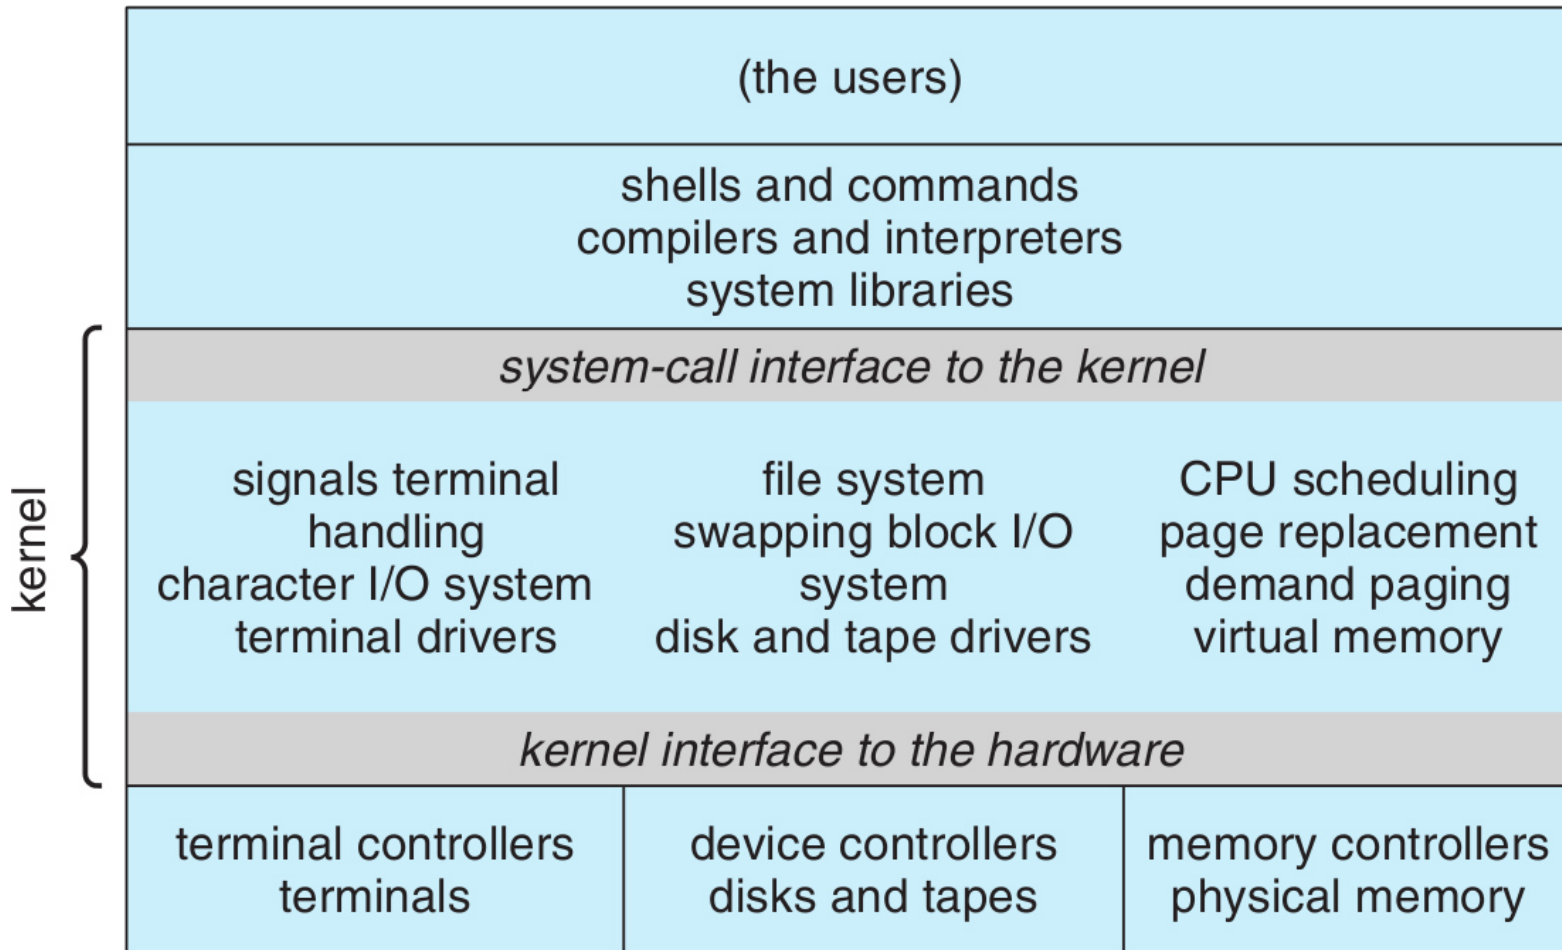 (the users)
shells and commands
compilers and interpreters
system libraries
system-call interface to the kernel
kernel
signals terminal
handling
character I/O system
terminal drivers
file system
swapping block I/O
system
disk and tape drivers
CPU scheduling
page replacement
demand paging
virtual memory
kernel interface to the hardware
terminal controllers
terminals
device controllers
disks and tapes
memory controllers
physical memory